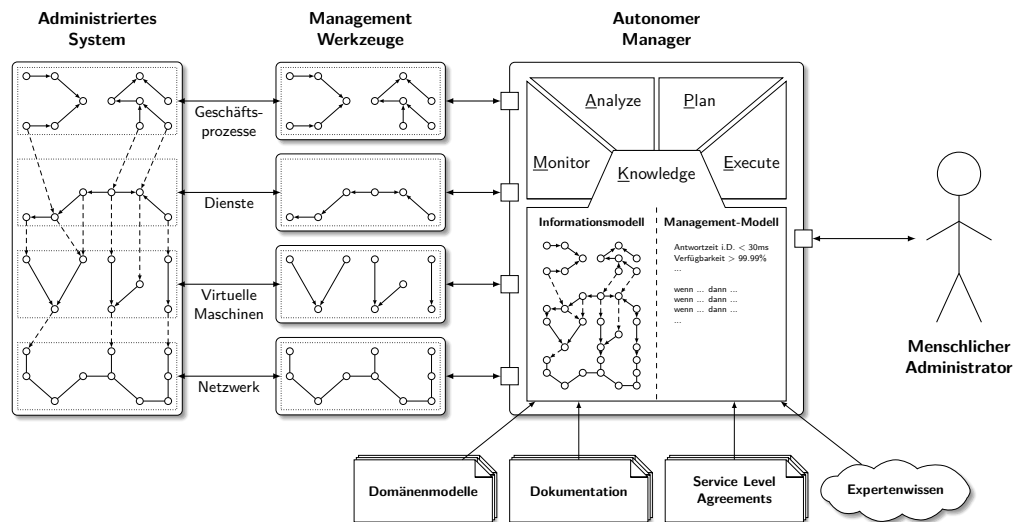 Administriertes
System
Management
Werkzeuge
Autonomer
Manager
Geschäfts-
prozesse
Dienste
Virtuelle
Maschinen
Netzwerk
Monitor
Analyze
Plan
Execute
Knowledge
Informationsmodell
Management-Modell
Antwortzeit i.D. < 30ms
Verfügbarkeit > 99.99%
...
wenn ... dann ...
wenn ... dann ...
wenn ... dann ...
...
Menschlicher
Administrator
Domänenmodelle
Dokumentation
Service Level
Agreements
Expertenwissen